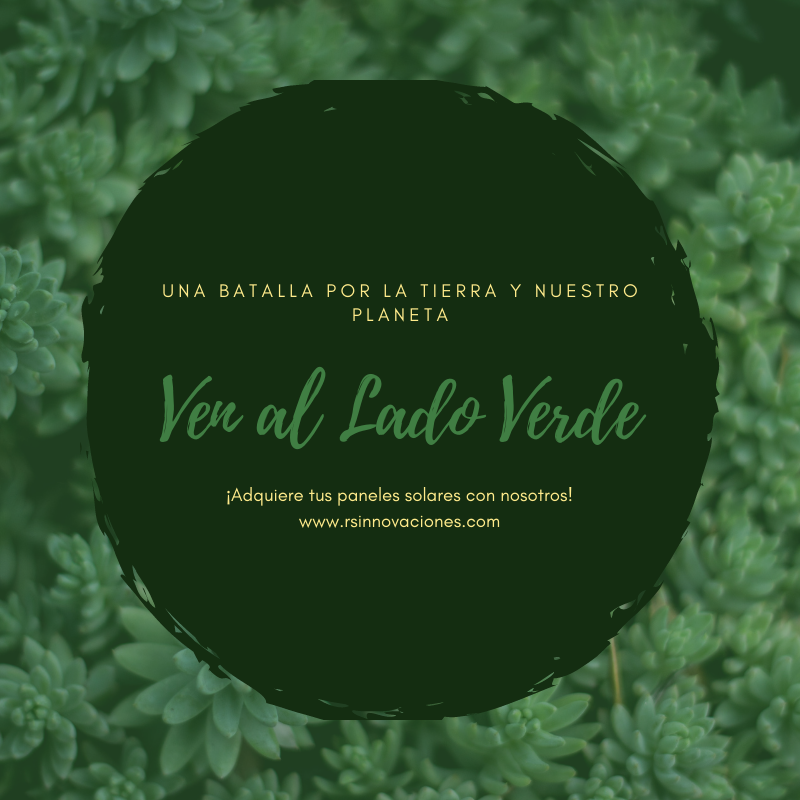 UNA BATALLA POR LA TIERRA Y NUESTRO
PLANETA
Ven al Lado Verde
¡Adquiere tus paneles solares con nosotros!
www.rsinnovaciones.com